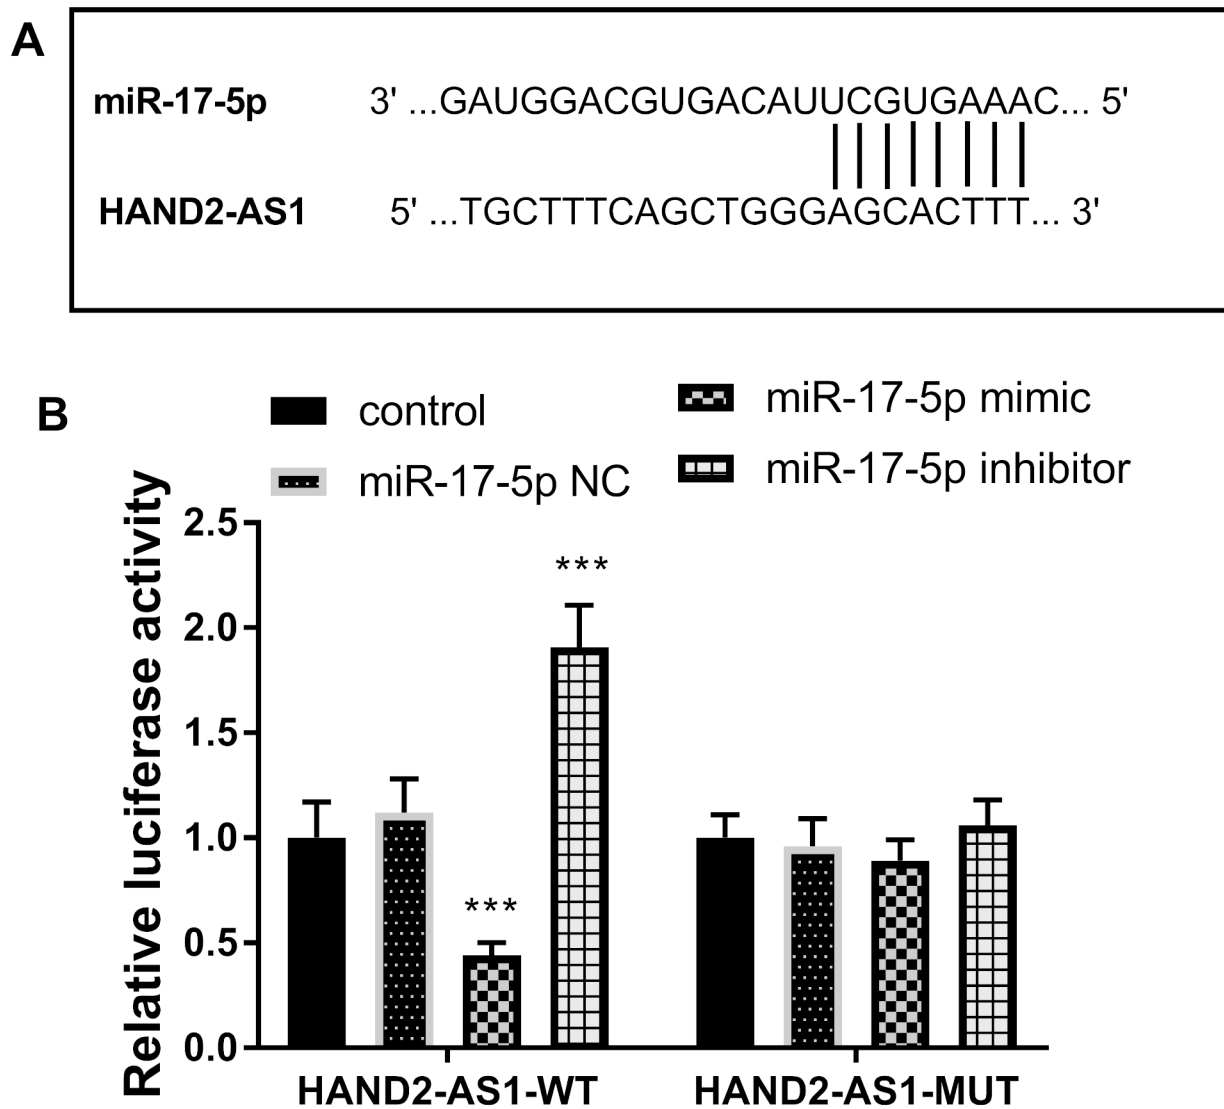 A
miR-17-5p 3' ...GAUGGACGUGACAUUCGUGAAAC... 5'
HAND2-AS1 5' ...TGCTTTCAGCTGGGAGCACTTT... 3'
B
control
miR-17-5p NC
miR-17-5p mimic
miR-17-5p inhibitor
Relative luciferase activity
2.5
2.0
1.5
1.0
0.5
0.0
***
***
HAND2-AS1-WT
HAND2-AS1-MUT